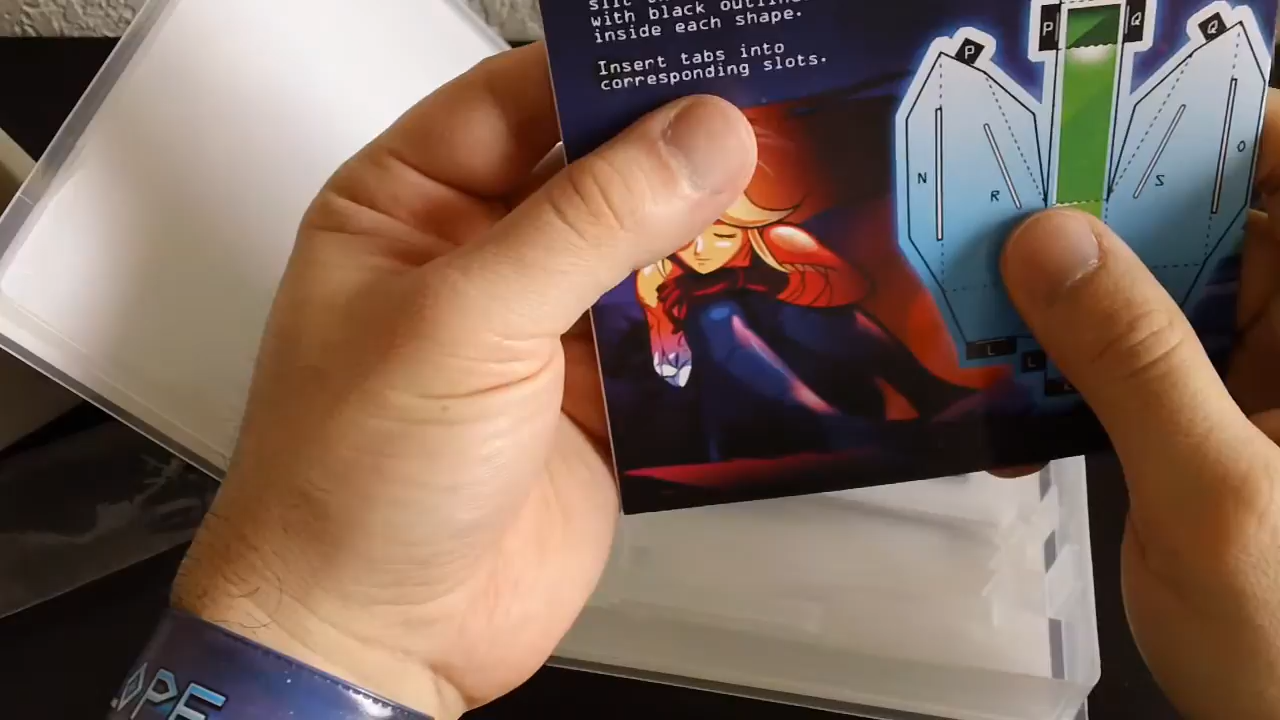 with black outline
inside each shape.
Insert tabs into
corresponding slots.
P
P
Q
Q
N
R
S
O
L
L
L